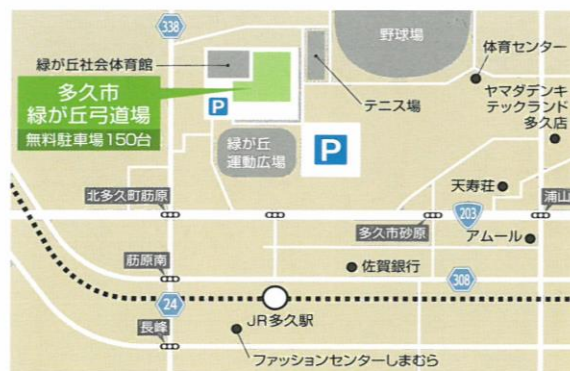 338
野球場
緑が丘社会体育館
体育センター
多久市
緑が丘弓道場
無料駐車場150台
P
テニス場
ヤマダデンキ
テックランド
多久店
緑が丘
運動広場
P
天寿荘
北多久町莇原
203
浦山
多久市砂原
アムール
莇原南
佐賀銀行
308
24
JR多久駅
長峰
ファッションセンターしまむら